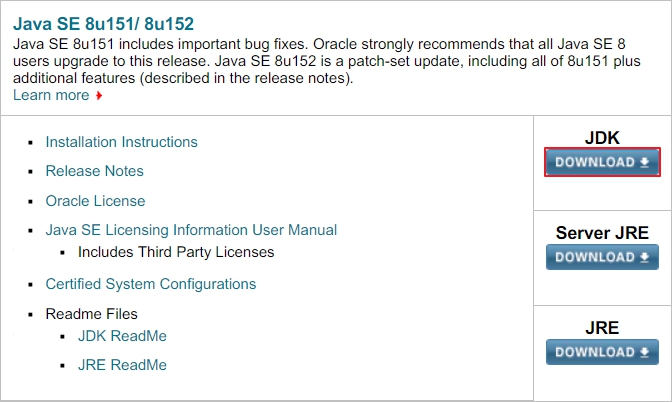 Java SE 8u151/ 8u152
Java SE 8u151 includes important bug fixes. Oracle strongly recommends that all Java SE 8
users upgrade to this release. Java SE 8u152 is a patch-set update, including all of 8u151 plus
additional features (described in the release notes).
Learn more
Installation Instructions
Release Notes
Oracle License
Java SE Licensing Information User Manual
Includes Third Party Licenses
Certified System Configurations
Readme Files
JDK ReadMe
JRE ReadMe
JDK
DOWNLOAD
Server JRE
DOWNLOAD
JRE
DOWNLOAD